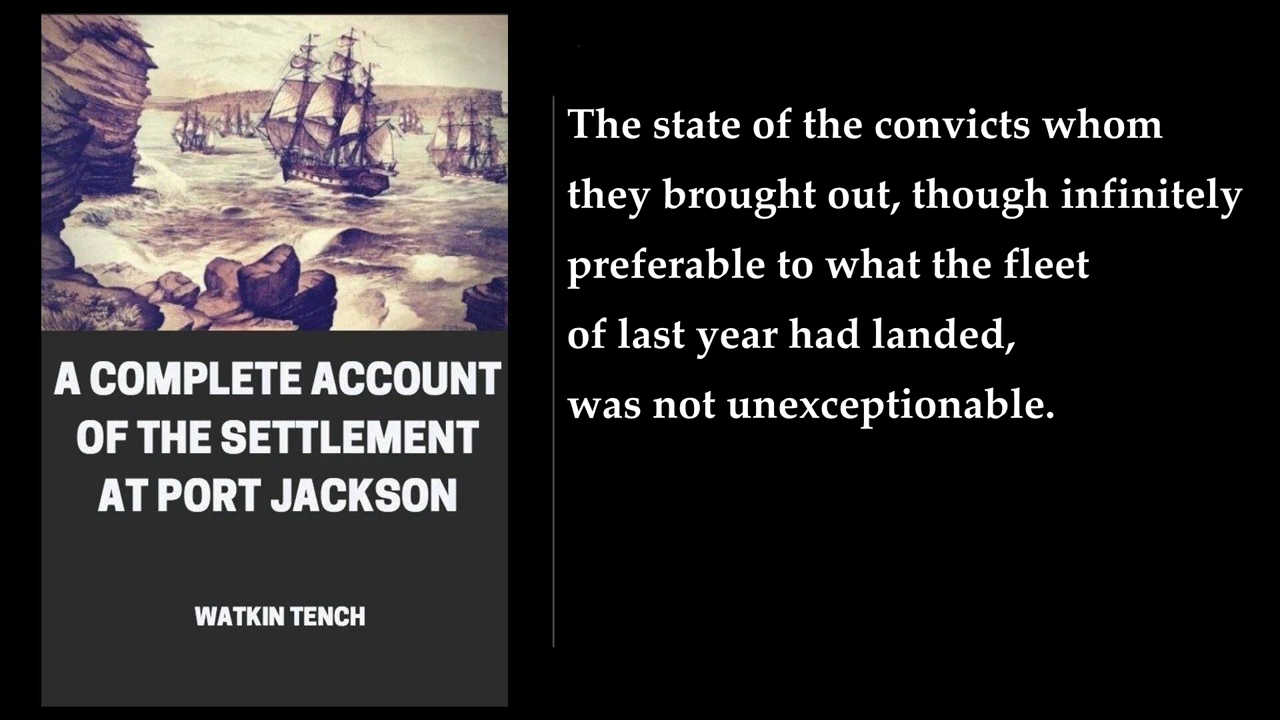 A COMPLETE ACCOUNT
OF THE SETTLEMENT
AT PORT JACKSON
WATKIN TENCH
The state of the convicts whom
they brought out, though infinitely
preferable to what the fleet
of last year had landed,
was not unexceptionable.